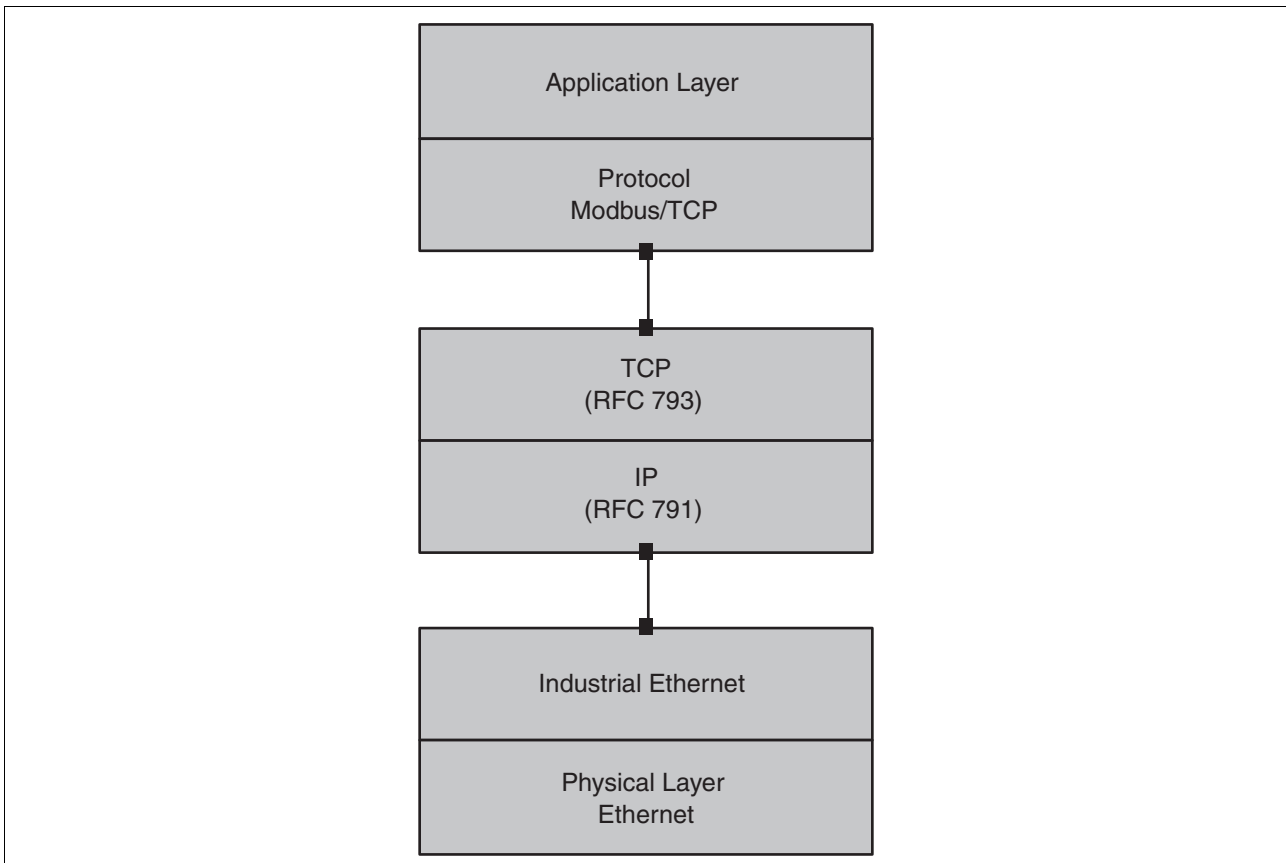 Application Layer
Protocol
Modbus/TCP
TCP
(RFC 793)
IP
(RFC 791)
Industrial Ethernet
Physical Layer
Ethernet